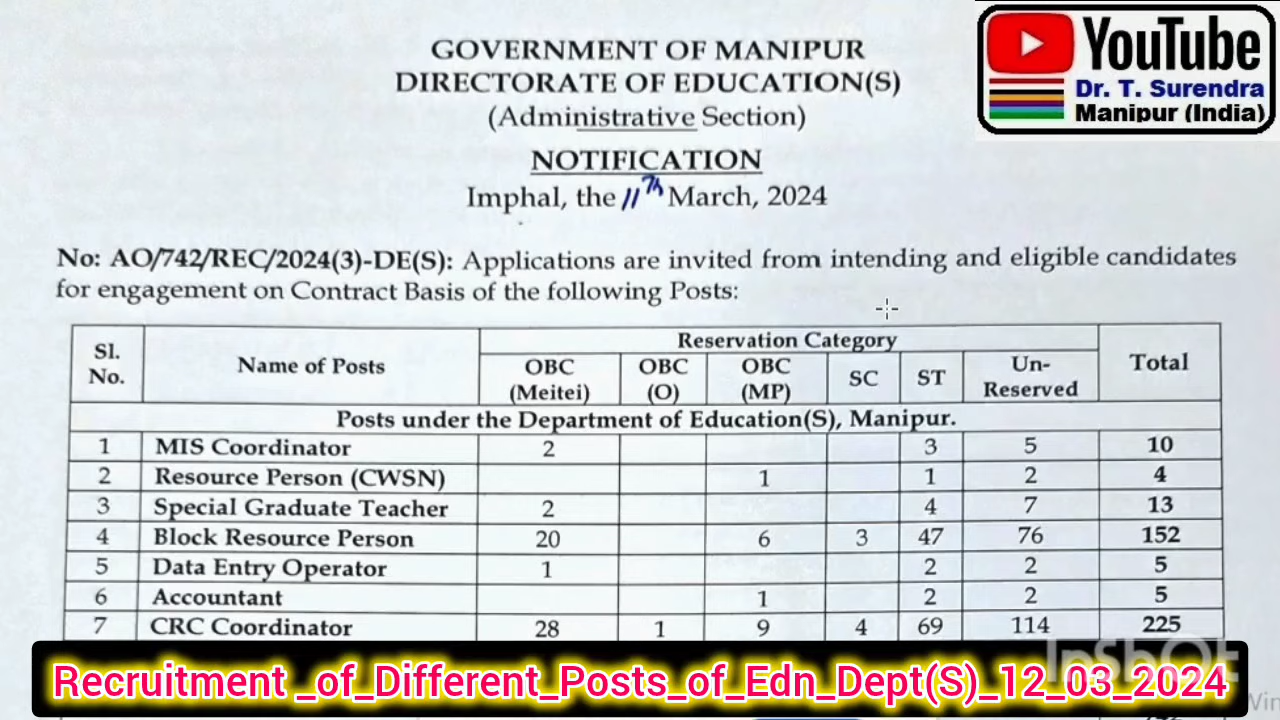 YouTube
Dr. T. Surendra
Manipur (India)
GOVERNMENT OF MANIPUR
DIRECTORATE OF EDUCATION(S)
(Administrative Section)
NOTIFICATION
Imphal, the 11th March, 2024
No: AO/742/REC/2024(3)-DE(S): Applications are invited from intending and eligible candidates
for engagement on Contract Basis of the following Posts:
Sl. No. Name of Posts Reservation Category Total
OBC (Meitei) OBC (O) OBC (MP) SC ST Un-Reserved
Posts under the Department of Education(S), Manipur.
1 MIS Coordinator 2 3 5 10
2 Resource Person (CWSN) 1 1 2 4
3 Special Graduate Teacher 2 4 7 13
4 Block Resource Person 20 6 3 47 76 152
5 Data Entry Operator 1 2 2 5
6 Accountant 1 2 2 5
7 CRC Coordinator 28 1 9 4 69 114 225
InShOt
Recruitment _of_Different_Posts_of_Edn_Dept(S)_12_03_2024